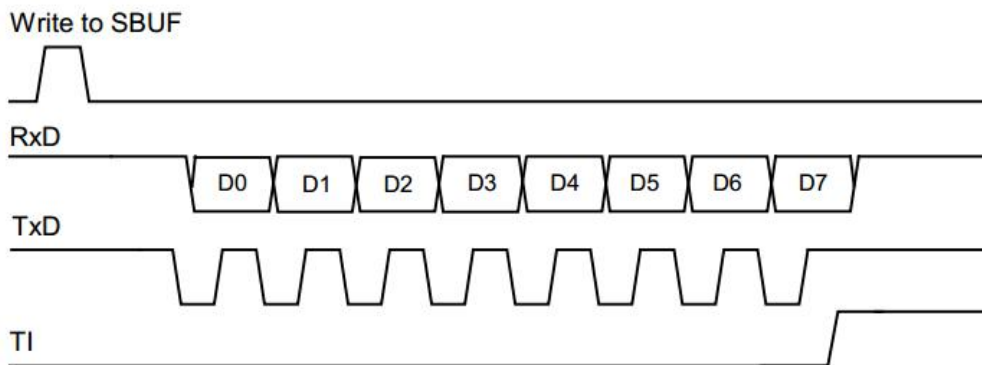 Write to SBUF
RxD
D0 D1 D2 D3 D4 D5 D6 D7
TxD
TI